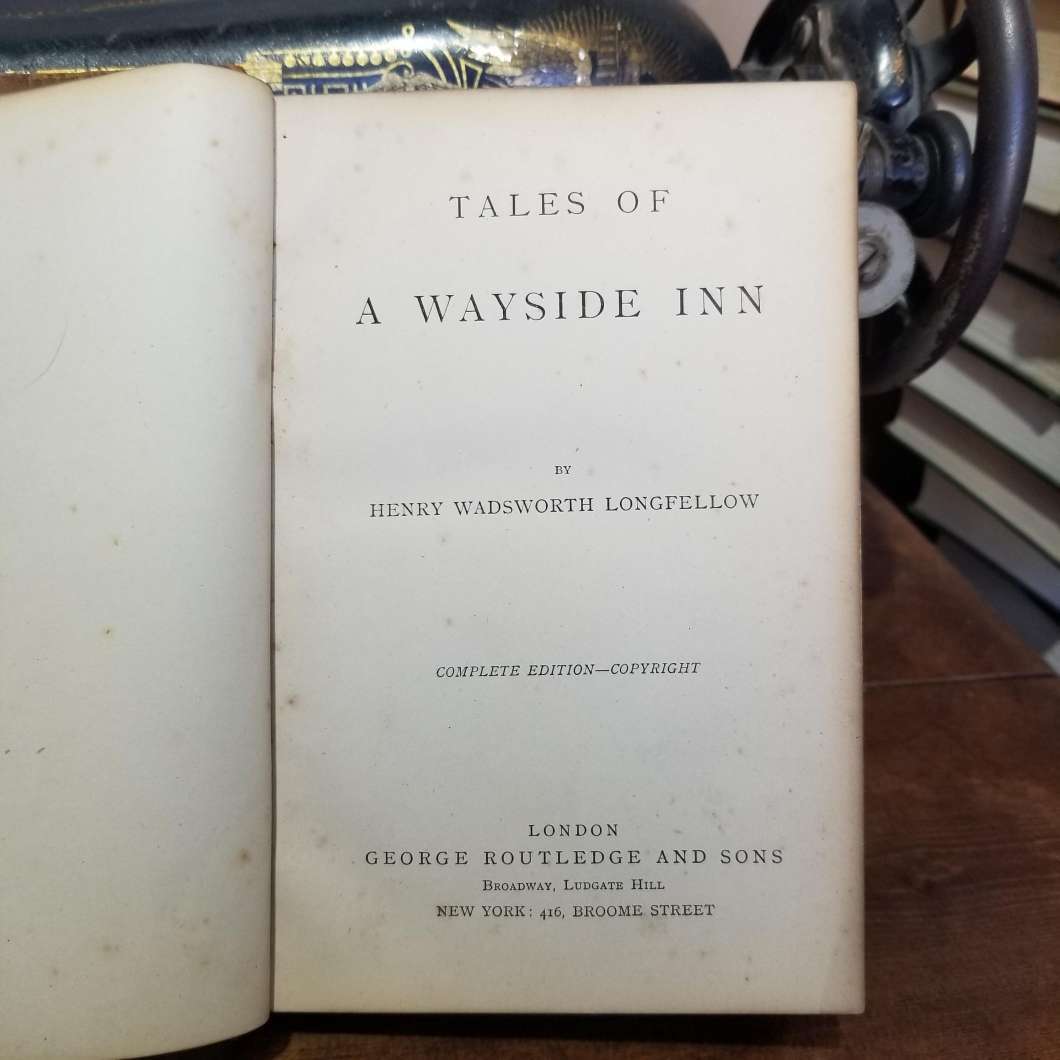 TALES OF
A WAYSIDE INN
BY
HENRY WADSWORTH LONGFELLOW
COMPLETE EDITION—COPYRIGHT
LONDON
GEORGE ROUTLEDGE AND SONS
BROADWAY, LUDGATE HILL
NEW YORK: 416, BROOME STREET